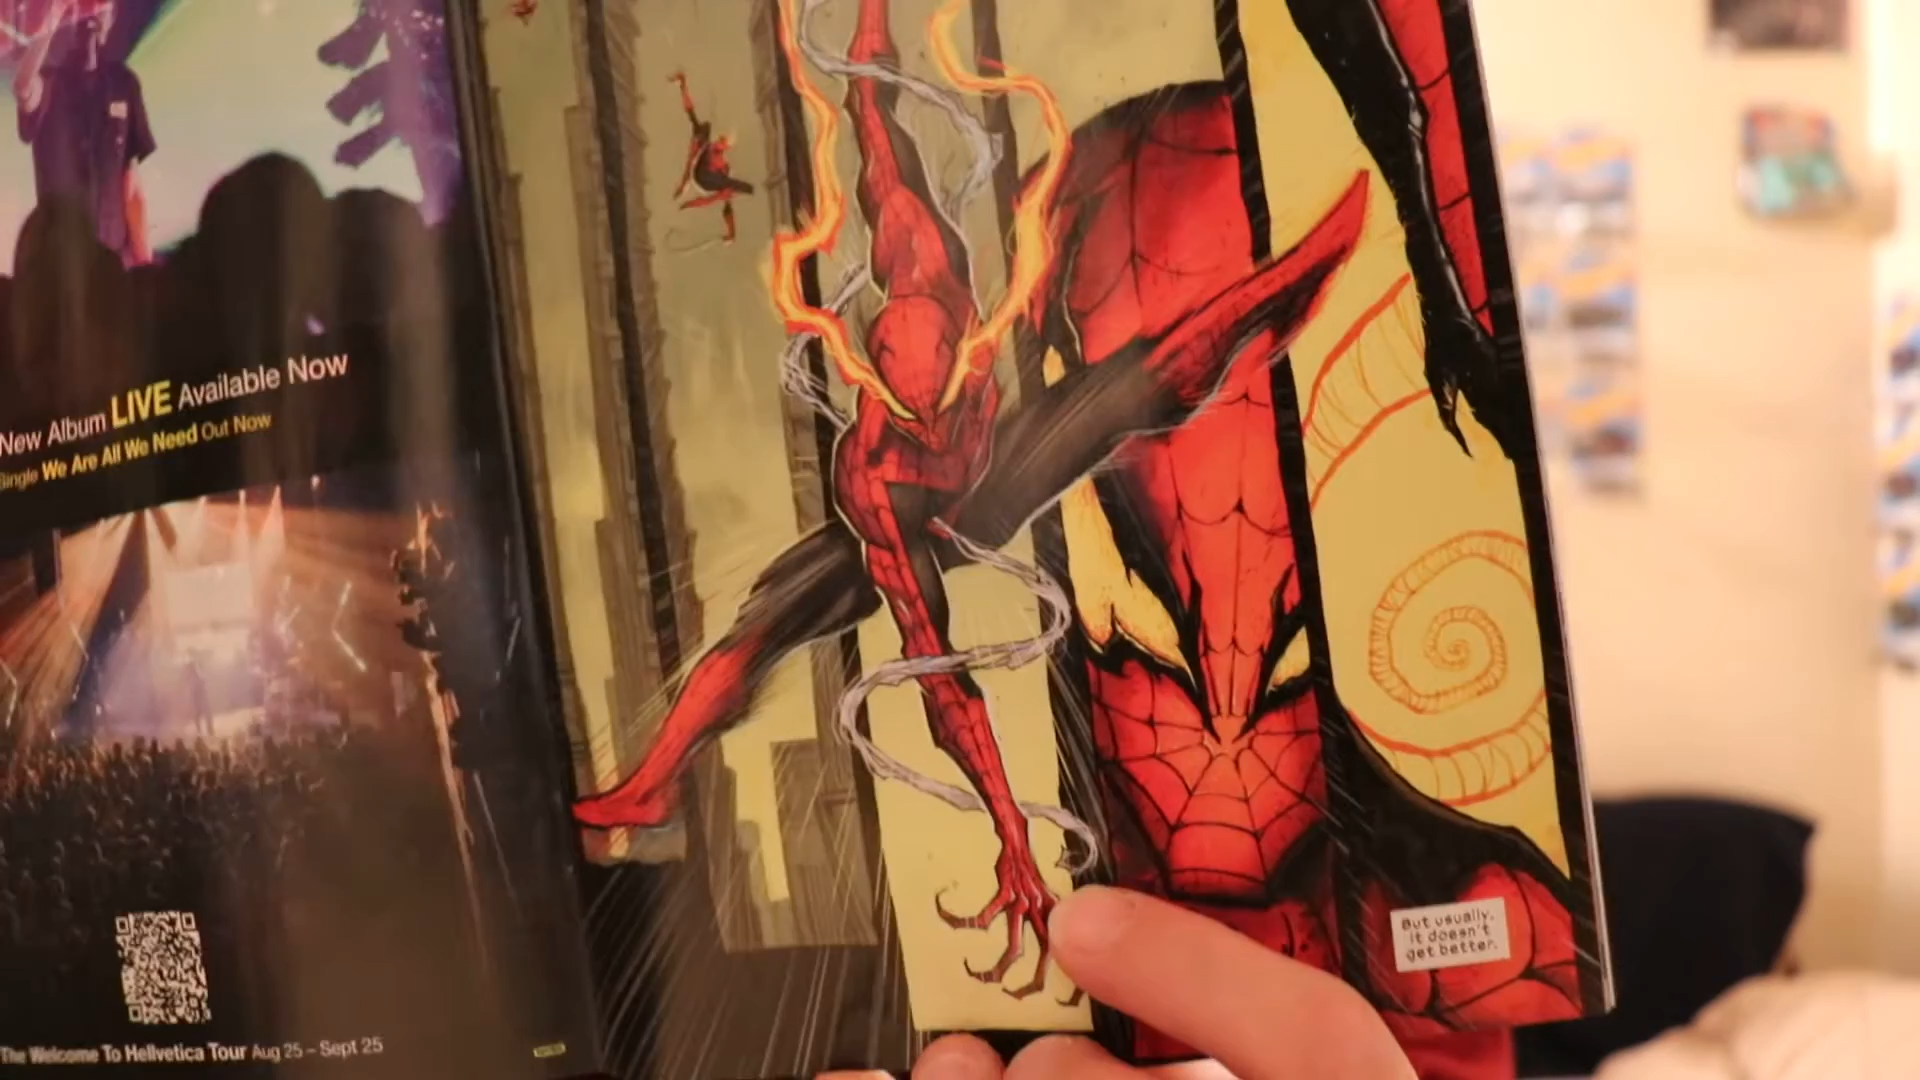 New Album LIVE Available Now
Single We Are All We Need Out Now
The Welcome To Hellvetica Tour Aug 25 – Sept 25
But usually,
it doesn't
get better.